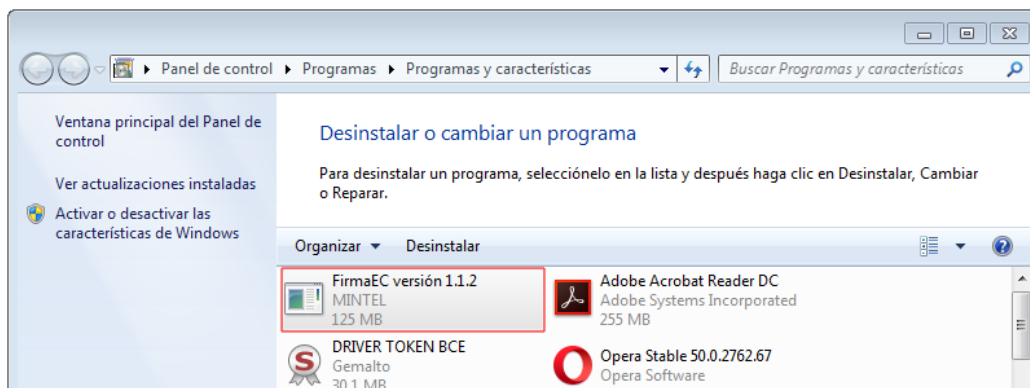 Panel de control
Programas
Programas y características
Buscar Programas y características
Ventana principal del Panel de
control
Ver actualizaciones instaladas
Activar o desactivar las
características de Windows
Desinstalar o cambiar un programa
Para desinstalar un programa, selecciónelo en la lista y después haga clic en Desinstalar, Cambiar
o Reparar.
Organizar
Desinstalar
FirmaEC versión 1.1.2
MINTEL
125 MB
Adobe Acrobat Reader DC
Adobe Systems Incorporated
255 MB
DRIVER TOKEN BCE
Gemalto
30.1 MB
Opera Stable 50.0.2762.67
Opera Software